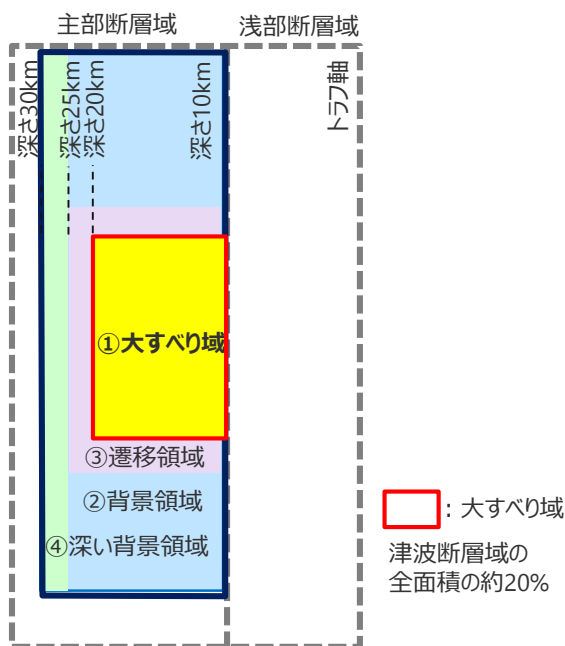 主部断層域
浅部断層域
深さ30km
深さ25km
深さ20km
深さ10km
トラフ軸
①大すべり域
③遷移領域
②背景領域
④深い背景領域
：大すべり域
津波断層域の
全面積の約20%